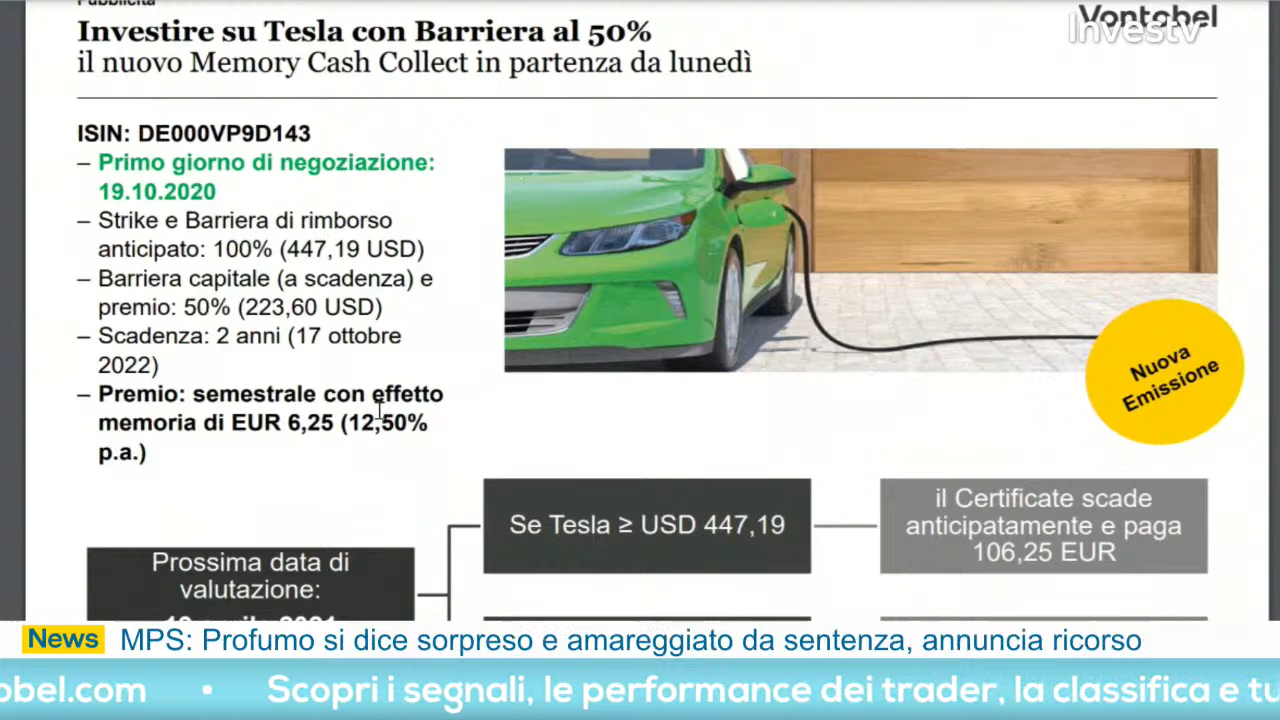 Pubblicità
Investire su Tesla con Barriera al 50%
Vontobel
Investv
il nuovo Memory Cash Collect in partenza da lunedì
ISIN: DE000VP9D143
– Primo giorno di negoziazione:
19.10.2020
– Strike e Barriera di rimborso
anticipato: 100% (447,19 USD)
– Barriera capitale (a scadenza) e
premio: 50% (223,60 USD)
– Scadenza: 2 anni (17 ottobre
2022)
– Premio: semestrale con effetto
memoria di EUR 6,25 (12,50%
p.a.)
Nuova
Emissione
Se Tesla ≥ USD 447,19
il Certificate scade
anticipatamente e paga
106,25 EUR
Prossima data di
valutazione:
News MPS: Profumo si dice sorpreso e amareggiato da sentenza, annuncia ricorso
obel.com • Scopri i segnali, le performance dei trader, la classifica e tu